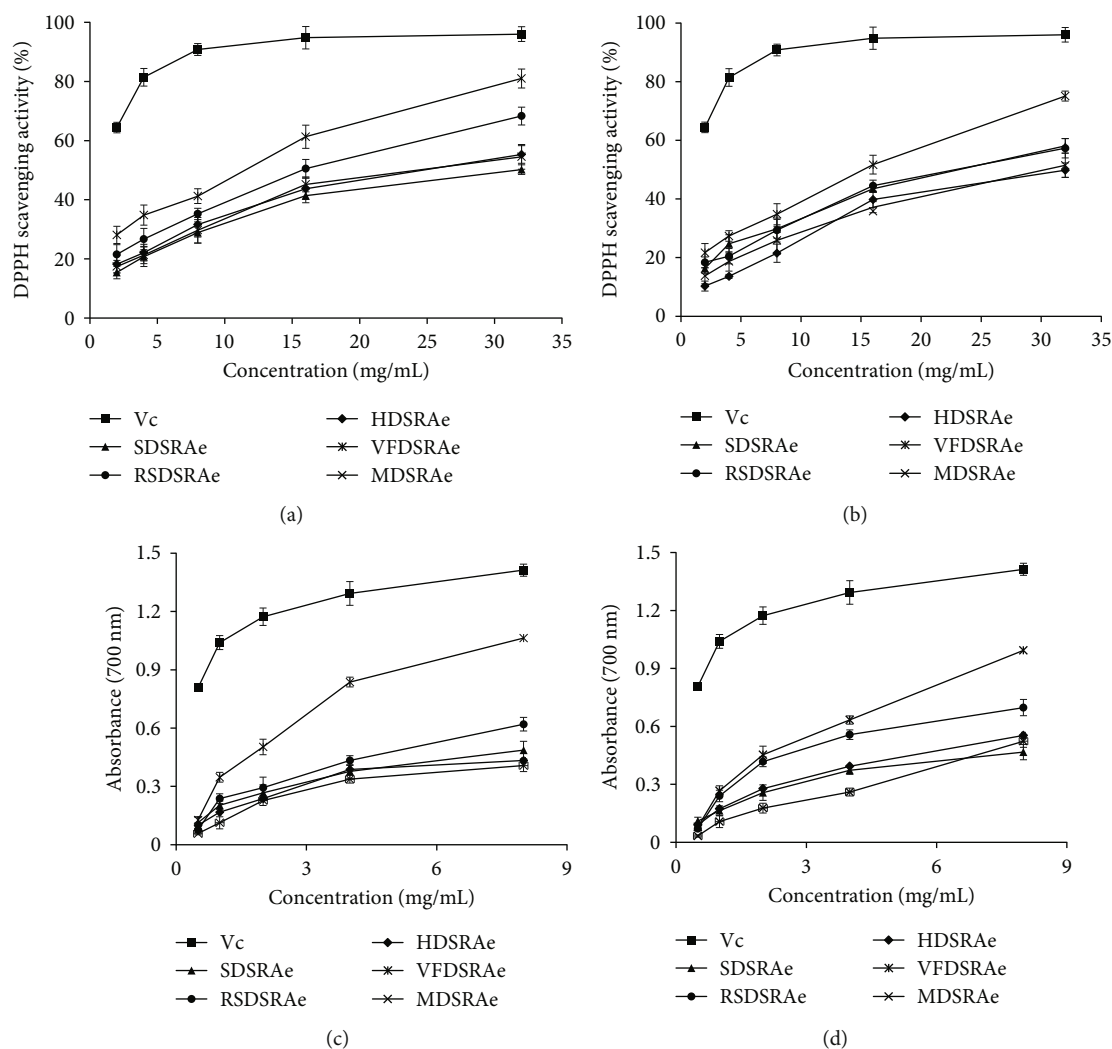 100
80
60
40
20
0
DPPH scavenging activity (%)
0 5 10 15 20 25 30 35
Concentration (mg/mL)
Vc HDSRAe
SDSRAe VFDSRAe
RSDSRAe MDSRAe
(a)
100
80
60
40
20
0
DPPH scavenging activity (%)
0 5 10 15 20 25 30 35
Concentration (mg/mL)
Vc HDSRAe
SDSRAe VFDSRAe
RSDSRAe MDSRAe
(b)
1.5
1.2
0.9
0.6
0.3
0
Absorbance (700 nm)
0 3 6 9
Concentration (mg/mL)
Vc HDSRAe
SDSRAe VFDSRAe
RSDSRAe MDSRAe
(c)
1.5
1.2
0.9
0.6
0.3
0
Absorbance (700 nm)
0 3 6 9
Concentration (mg/mL)
Vc HDSRAe
SDSRAe VFDSRAe
RSDSRAe MDSRAe
(d)